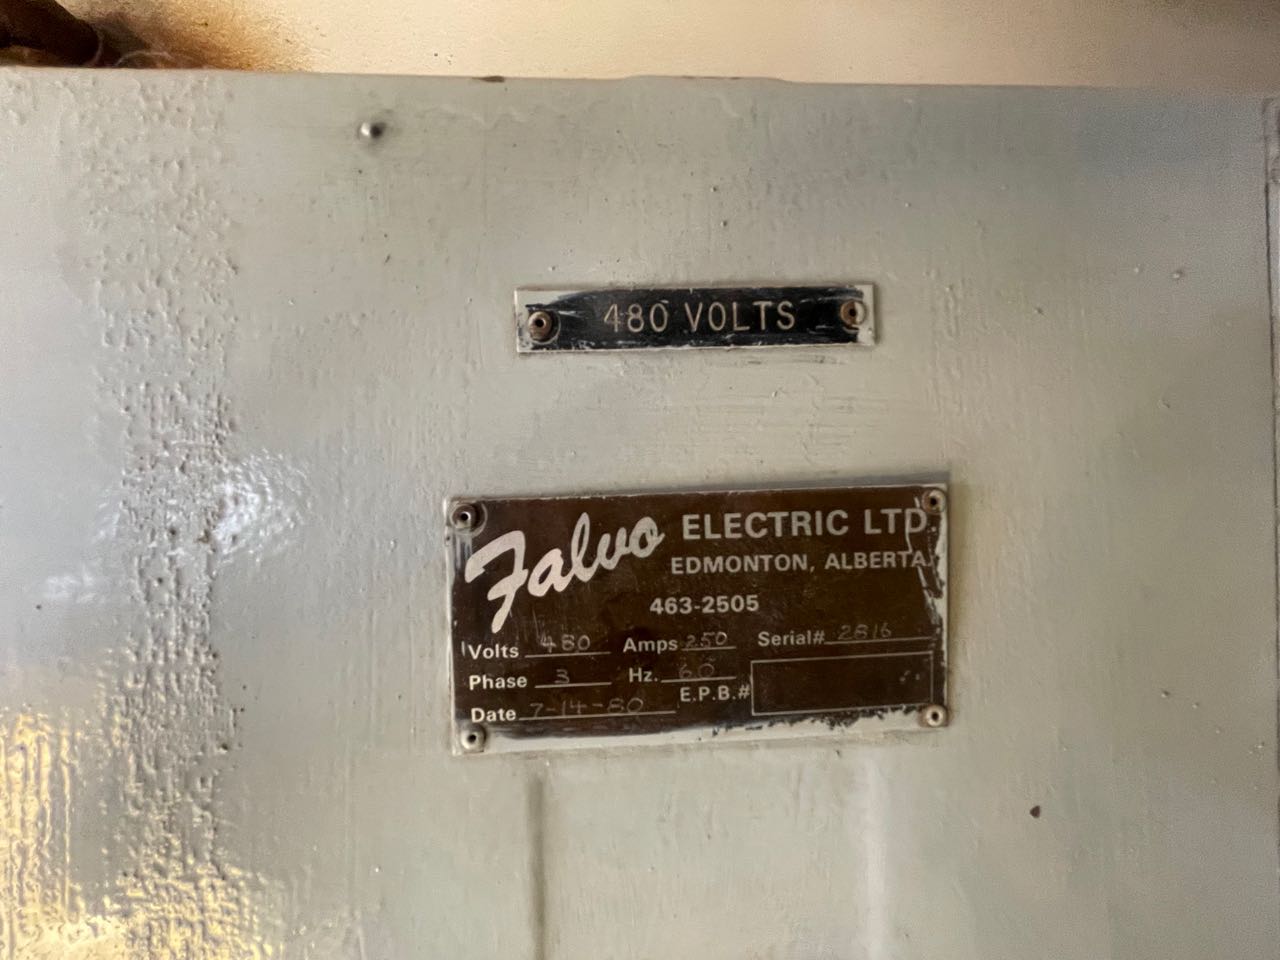 480 VOLTS
Falvo ELECTRIC LTD.
EDMONTON, ALBERTA.
463-2505
Volts 480 Amps 250 Serial# 2816
Phase 3 Hz. 60
E.P.B.#
Date 7-14-80